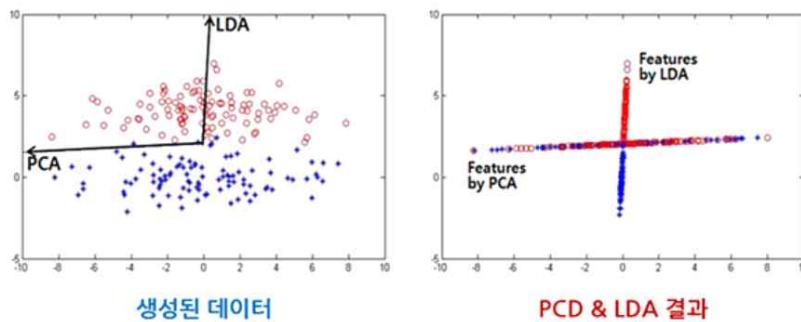 10
5
0
-5
-10 -8 -6 -4 -2 0 2 4 6 8 10
LDA
PCA
생성된 데이터
10
5
0
-5
-10 -8 -6 -4 -2 0 2 4 6 8 10
Features
by LDA
Features
by PCA
PCD & LDA 결과